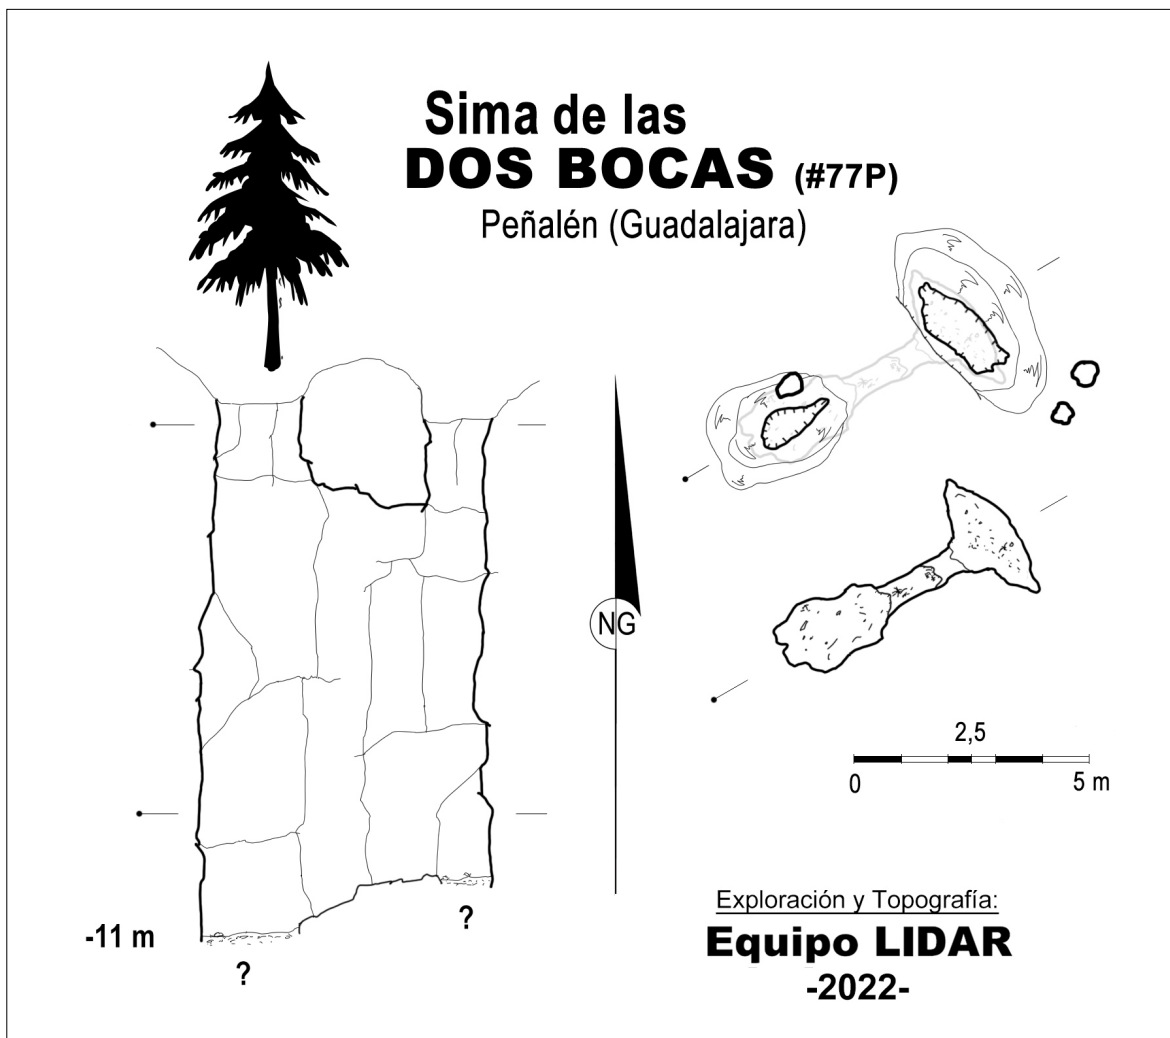 Sima de las
DOS BOCAS (#77P)
Peñalén (Guadalajara)
NG
2,5
0
5 m
-11 m
?
?
Exploración y Topografía:
Equipo LIDAR
-2022-